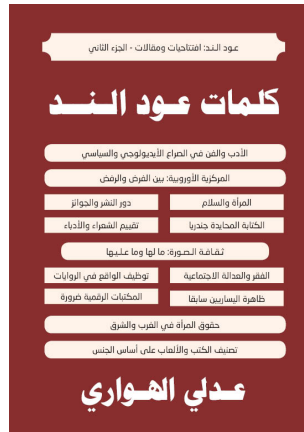 عود الند: افتتاحيات ومقالات - الجزء الثاني
كلمات عود الند
الأدب والفن في الصراع الأيديولوجي والسياسي
المركزية الأوروبية: بين الفرض والرفض
المرأة والسلام
دور النشر والجوائز
الكتابة المحايدة جندريا
تقييم الشعراء والأدباء
ثقافة الصورة: ما لها وما عليها
الفقر والعدالة الاجتماعية
توظيف الواقع في الروايات
ظاهرة اليساريين سابقا
المكتبات الرقمية ضرورة
حقوق المرأة في الغرب والشرق
تصنيف الكتب والألعاب على أساس الجنس
عدلي الهواري